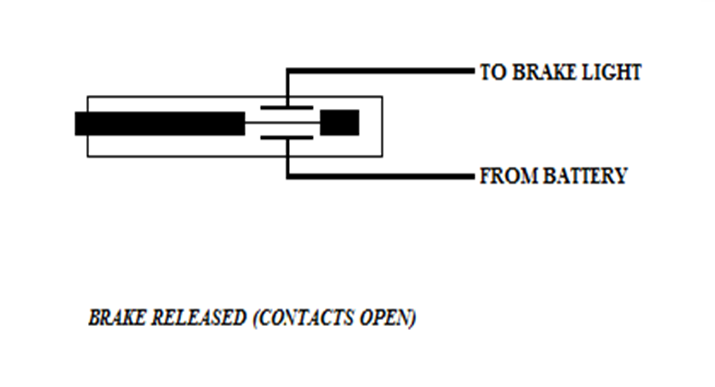 TO BRAKE LIGHT
FROM BATTERY
BRAKE RELEASED (CONTACTS OPEN)